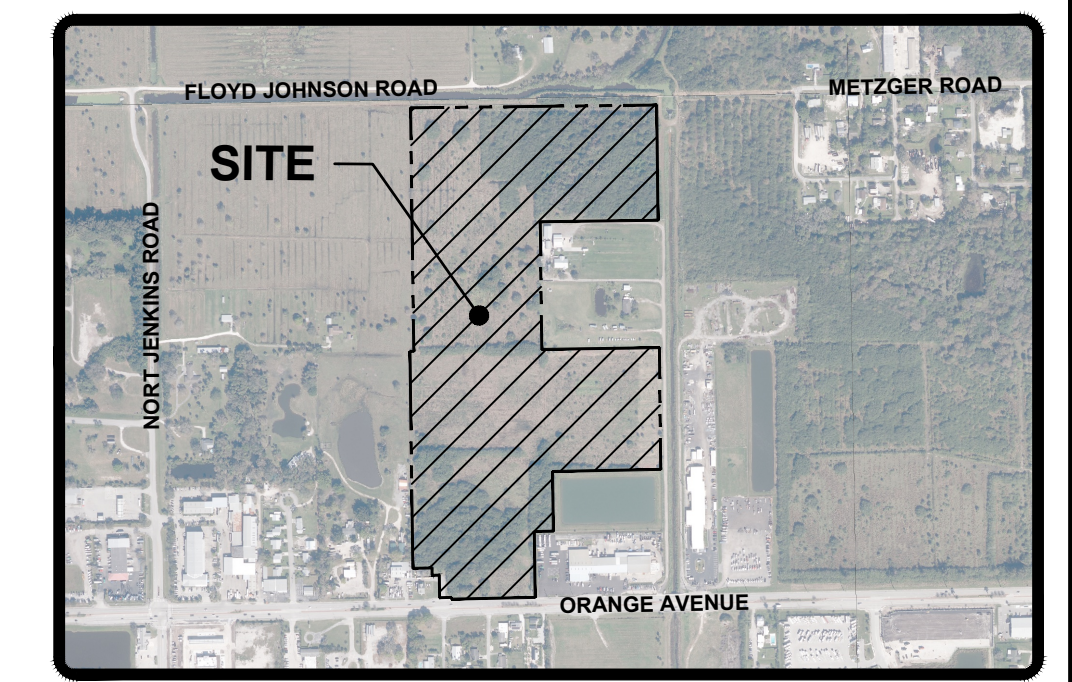 FLOYD JOHNSON ROAD
METZGER ROAD
SITE
NORT JENKINS ROAD
ORANGE AVENUE